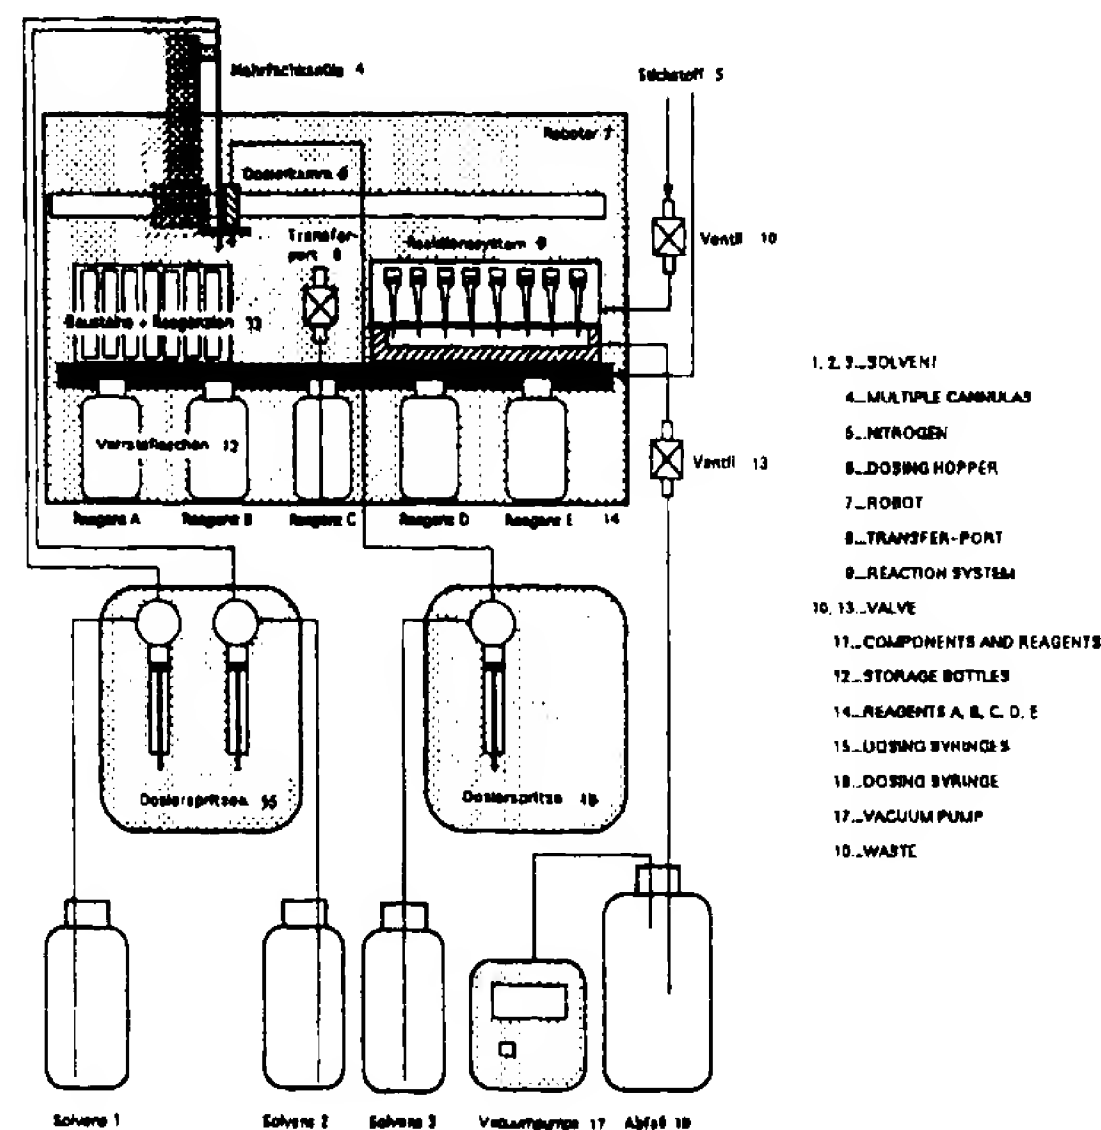 Mehrfachkanüle 4
Stickstoff 5
Roboter 7
Dosierkamm 6
Transfer-
port 8
Reaktionssystem 9
Ventil 10
Bausteine + Reagenzien 11
Vorratsflaschen 12
Ventil 13
Reagenz A
Reagenz B
Reagenz C
Reagenz D
Reagenz E
14
Dosierspritzen 15
Dosierspritze 16
Solvens 1
Solvens 2
Solvens 3
Vacuumpumpe 17
Abfall 18
1, 2, 3...SOLVENT
4...MULTIPLE CANNULAS
5...NITROGEN
6...DOSING HOPPER
7...ROBOT
8...TRANSFER-PORT
9...REACTION SYSTEM
10, 13...VALVE
11...COMPONENTS AND REAGENTS
12...STORAGE BOTTLES
14...REAGENTS A, B, C, D, E
15...DOSING SYRINGES
16...DOSING SYRINGE
17...VACUUM PUMP
18...WASTE